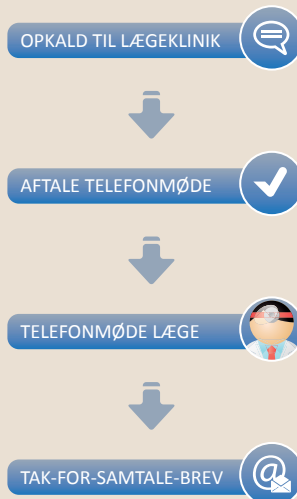 OPKALD TIL LÆGEKLINIK
AFTALE TELEFONMØDE
TELEFONMØDE LÆGE
TAK-FOR-SAMTALE-BREV